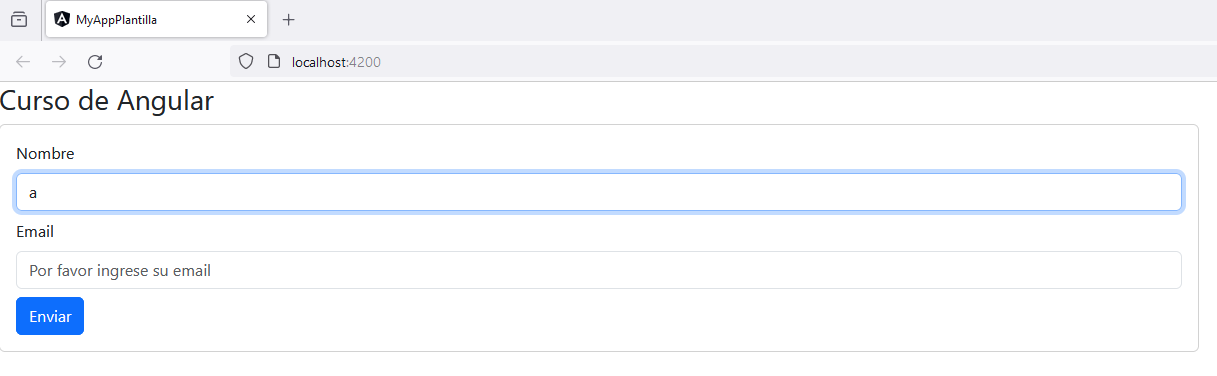 MyAppPlantilla
localhost:4200
Curso de Angular
Nombre
a
Email
Por favor ingrese su email
Enviar